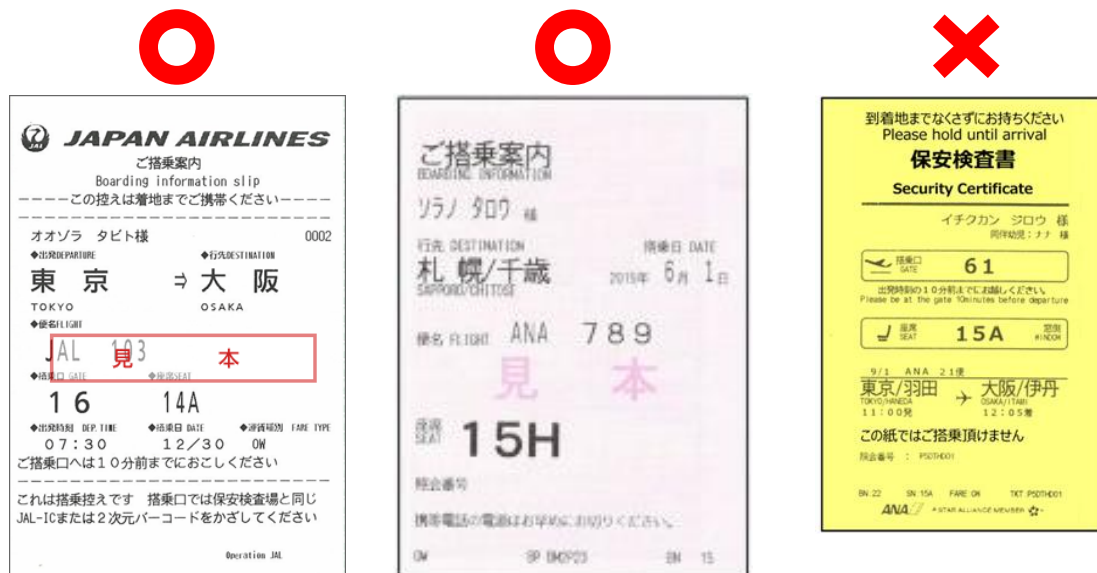 JAPAN AIRLINES
ご搭乗案内
Boarding information slip
----この控えは着地までご携帯ください----
オオゾラ タビト様 0002
◆出発DEPARTURE ◆行先DESTINATION
東京 ⇒ 大阪
TOKYO OSAKA
◆便名FLIGHT
JAL 103
見本
◆搭乗口 GATE ◆座席SEAT
16 14A
◆出発時刻 DEP.TIME ◆搭乗日 DATE ◆運賃種別 FARE TYPE
07:30 12/30 OW
ご搭乗口へは10分前までにおこしください
これは搭乗控えです 搭乗口では保安検査場と同じ
JAL-ICまたは2次元バーコードをかざしてください
Operation JAL
ご搭乗案内
BOARDING INFORMATION
ソラノ タロウ 様
行先 DESTINATION 搭乗日 DATE
札幌/千歳 2015年 6月 1日
SAPPORO/CHITOSE
便名 FLIGHT ANA 789
見本
座席
SEAT 15H
照会番号
携帯電話の電源はお早めにお切りください。
OW BN 15
到着地までなくさずにお持ちください
Please hold until arrival
保安検査書
Security Certificate
イチクカン ジロウ 様
同伴幼児:ナナ 様
搭乗口
GATE 61
出発時刻の10分前までにお越しください。
Please be at the gate 10minutes before departure
座席
SEAT 15A 窓側
WINDOW
9/1 ANA 21便
東京/羽田 → 大阪/伊丹
TOKYO/HANEDA OSAKA/ITAMI
11:00発 12:05着
この紙ではご搭乗頂けません
照会番号 : P5DTHD01
BN 22 SN 15A FARE OW TKT P5DTHD01
ANA A STAR ALLIANCE MEMBER